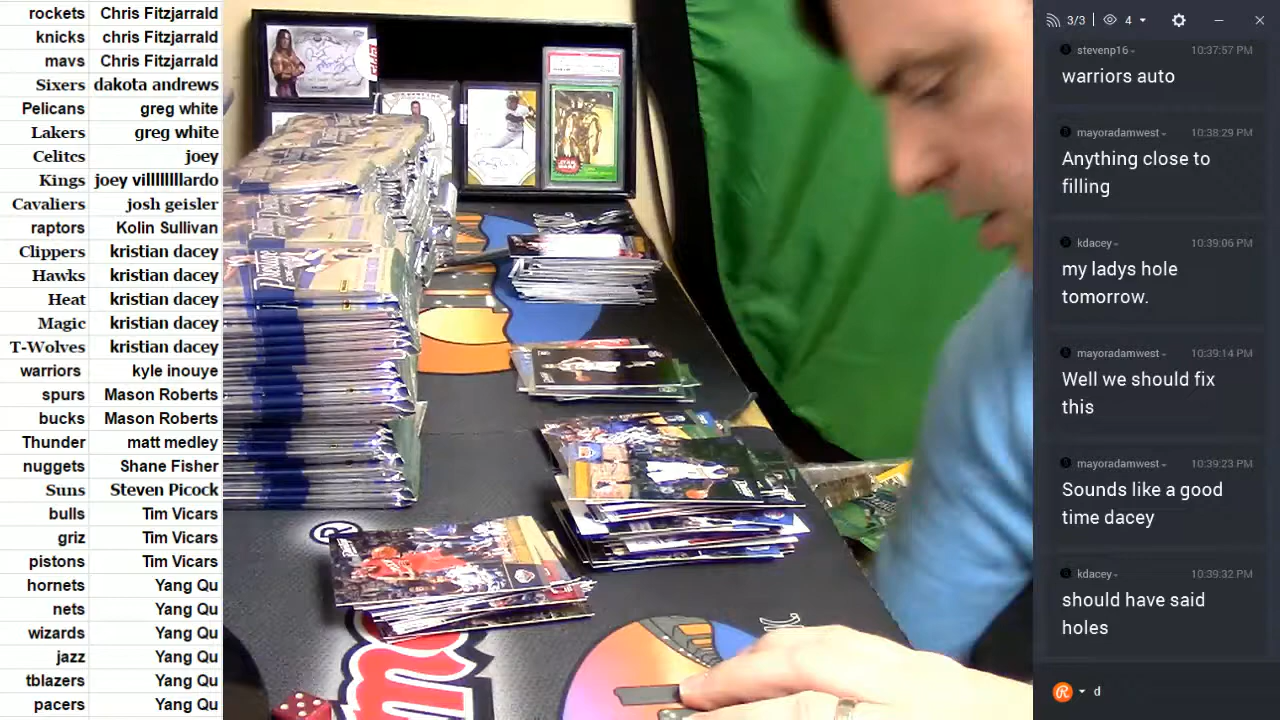 rockets Chris Fitzjarrald
knicks chris Fitzjarrald
mavs Chris Fitzjarrald
Sixers dakota andrews
Pelicans greg white
Lakers greg white
Celitcs joey
Kings joey villlllllllardo
Cavaliers josh geisler
raptors Kolin Sullivan
Clippers kristian dacey
Hawks kristian dacey
Heat kristian dacey
Magic kristian dacey
T-Wolves kristian dacey
warriors kyle inouye
spurs Mason Roberts
bucks Mason Roberts
Thunder matt medley
nuggets Shane Fisher
Suns Steven Picock
bulls Tim Vicars
griz Tim Vicars
pistons Tim Vicars
hornets Yang Qu
nets Yang Qu
wizards Yang Qu
jazz Yang Qu
tblazers Yang Qu
pacers Yang Qu
STAR WARS
®
3/3 4
stevenp16 10:37:57 PM
warriors auto
mayoradamwest 10:38:29 PM
Anything close to
filling
kdacey 10:39:06 PM
my ladys hole
tomorrow.
mayoradamwest 10:39:14 PM
Well we should fix
this
mayoradamwest 10:39:23 PM
Sounds like a good
time dacey
kdacey 10:39:32 PM
should have said
holes
d